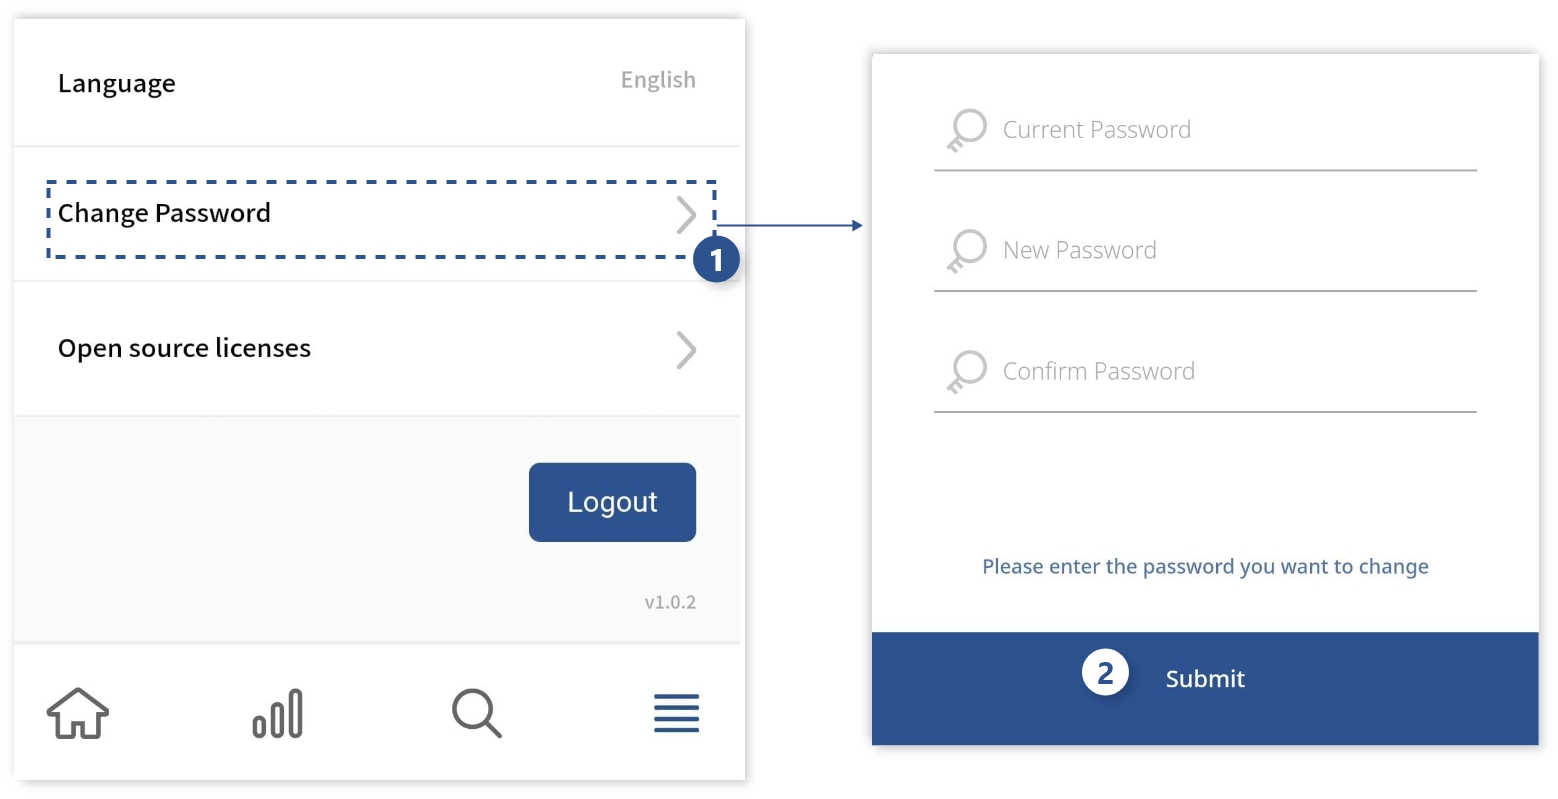 Language
English
Change Password
1
Open source licenses
Logout
v1.0.2
Current Password
New Password
Confirm Password
Please enter the password you want to change
2
Submit